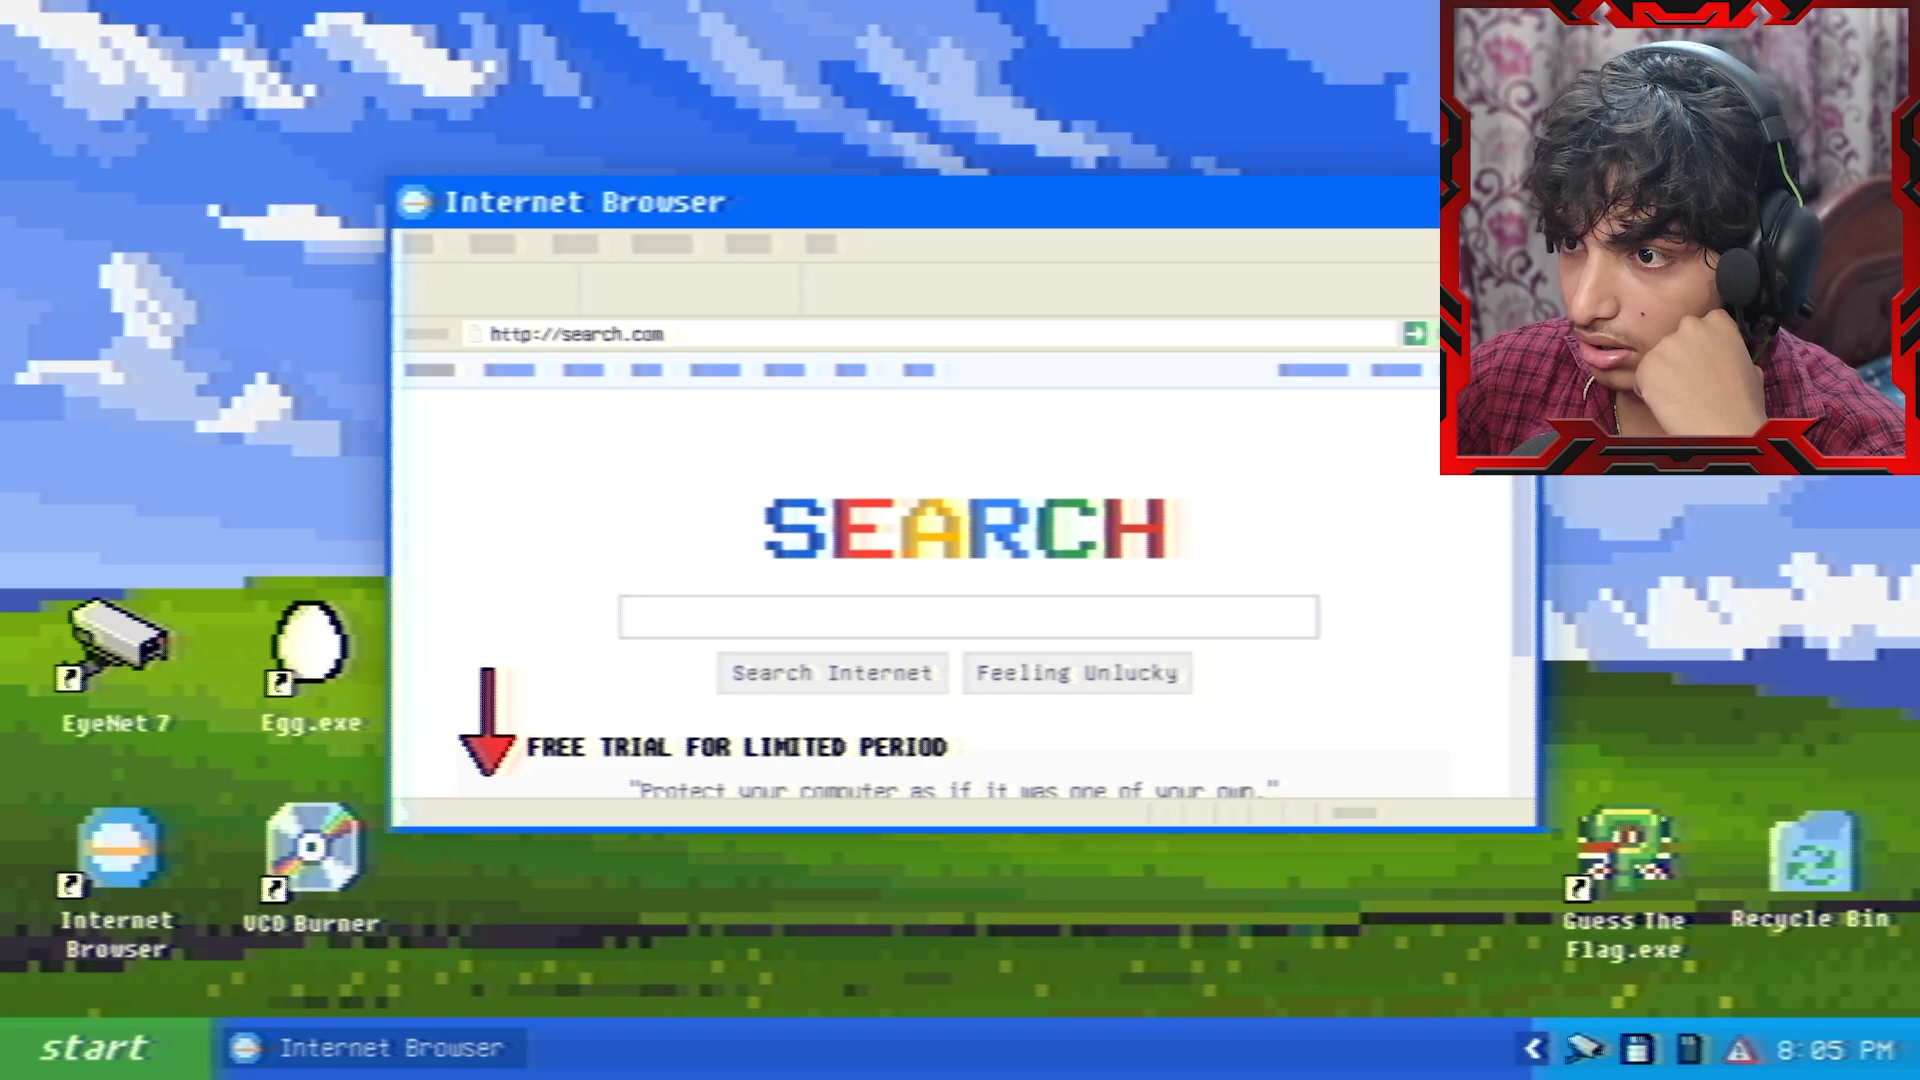 Internet Browser
http://search.com
SEARCH
Search Internet
Feeling Unlucky
FREE TRIAL FOR LIMITED PERIOD
"Protect your computer as if it was one of your own."
EyeNet 7
Egg.exe
Internet
Browser
VCD Burner
Guess The
Flag.exe
Recycle Bin
start
Internet Browser
8:05 PM